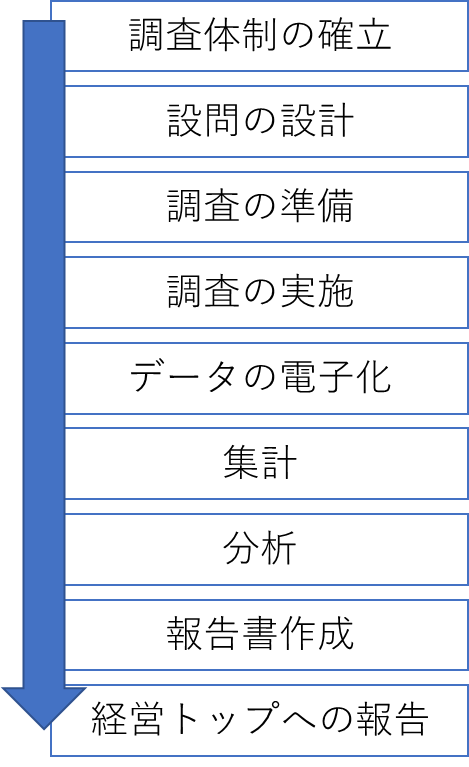 調査体制の確立
設問の設計
調査の準備
調査の実施
データの電子化
集計
分析
報告書作成
経営トップへの報告